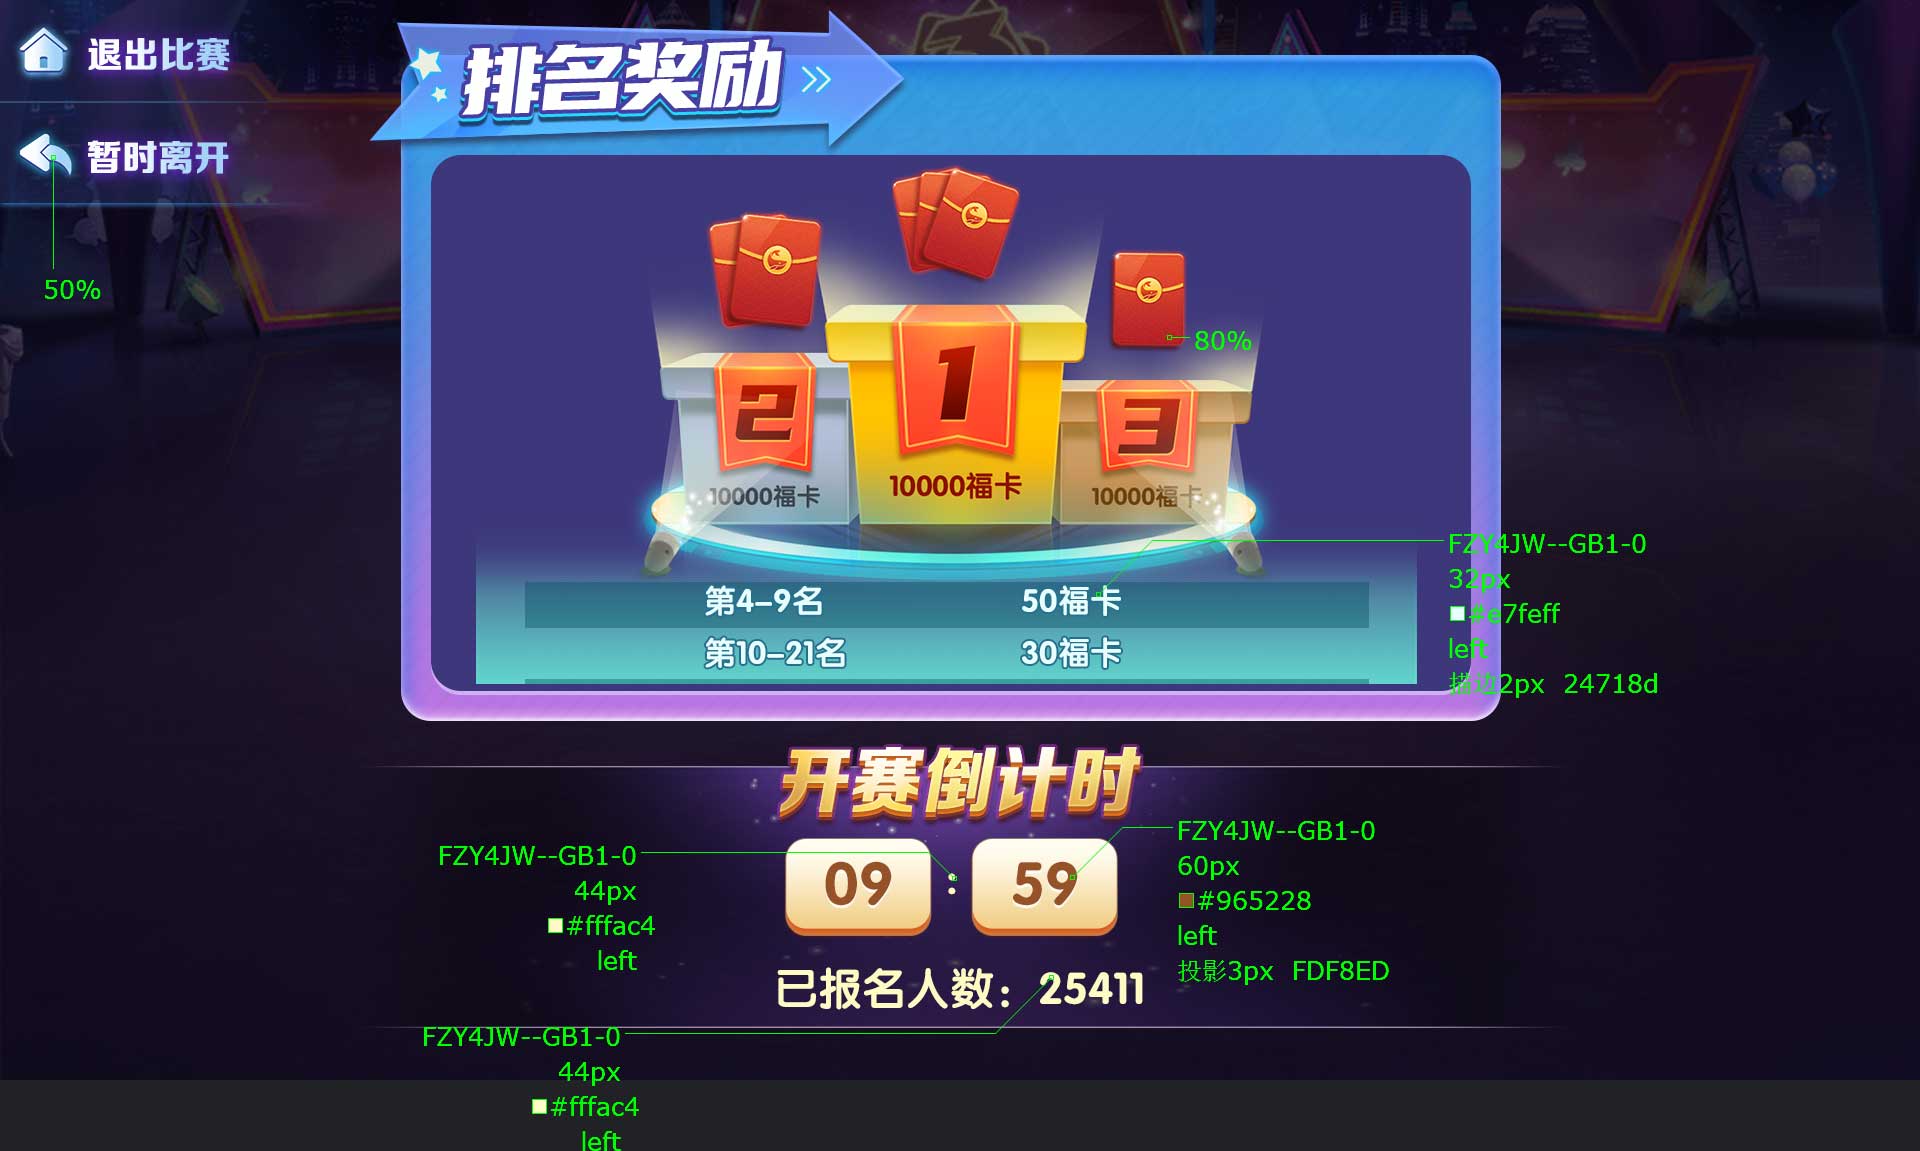 退出比赛
暂时离开
50%
排名奖励
80%
2
1
3
10000福卡
10000福卡
10000福卡
第4-9名 50福卡
第10-21名 30福卡
FZY4JW--GB1-0
32px
#e7feff
left
描边2px 24718d
开赛倒计时
09 : 59
FZY4JW--GB1-0
44px
#fffac4
left
FZY4JW--GB1-0
60px
#965228
left
投影3px FDF8ED
已报名人数：25411
FZY4JW--GB1-0
44px
#fffac4
left